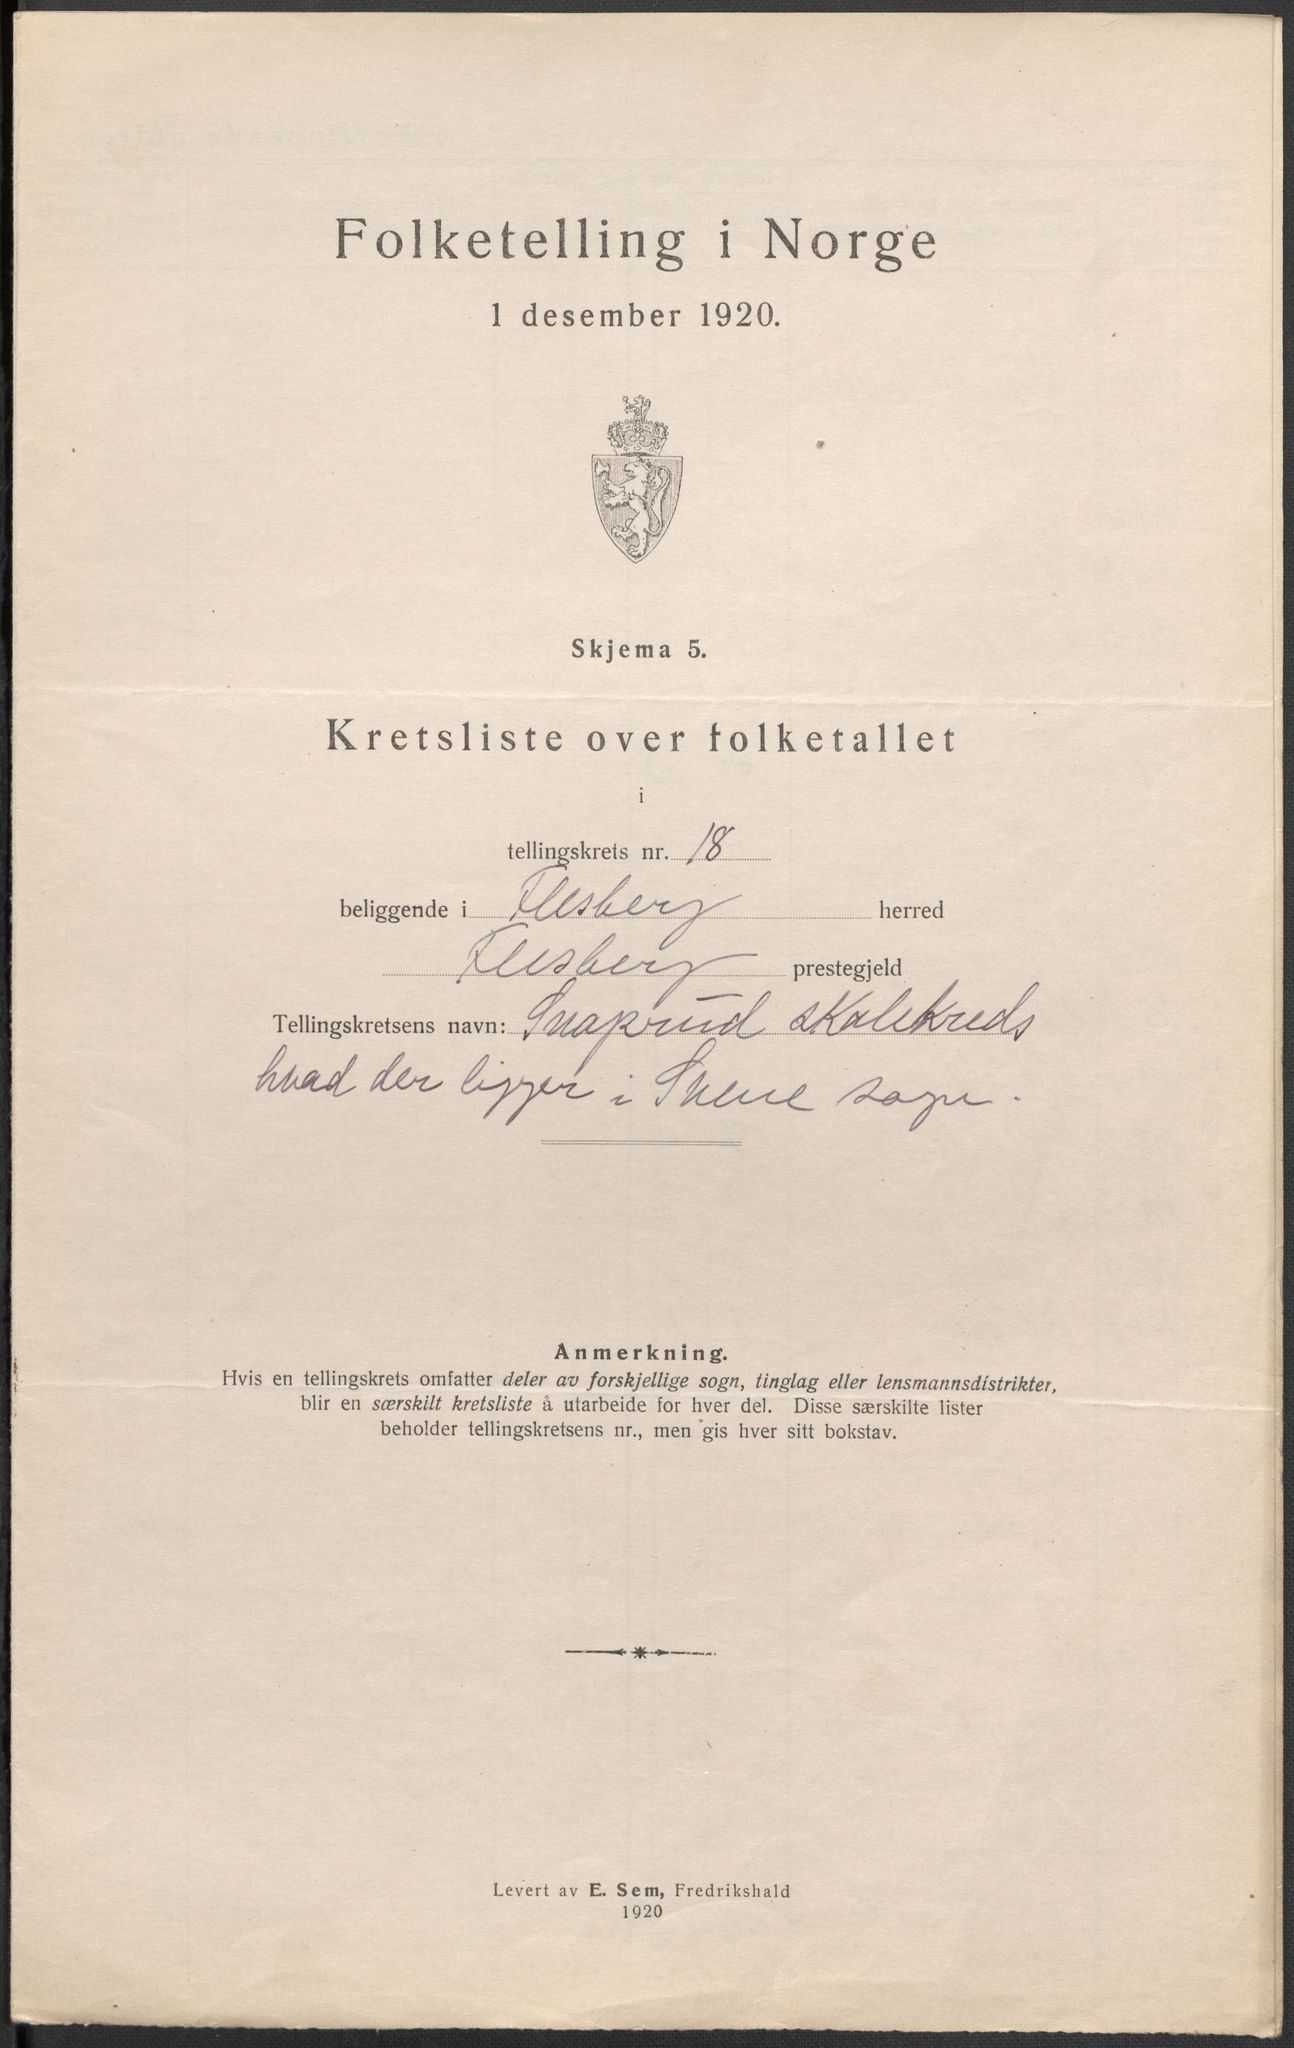 Folketelling i Norge
1 desember 1920.
Skjema 5.
Kretsliste over folketallet
i
tellingskrets nr. 18
beliggende i Flesberg herred
Flesberg prestegjeld
Tellingskretsens navn: Snaprud skolekreds
hvad der ligger i Svene sogn.
Anmerkning.
Hvis en tellingskrets omfatter deler av forskjellige sogn, tinglag eller lensmannsdistrikter,
blir en særskilt kretsliste å utarbeide for hver del. Disse særskilte lister
beholder tellingskretsens nr., men gis hver sitt bokstav.
Levert av E. Sem, Fredrikshald
1920